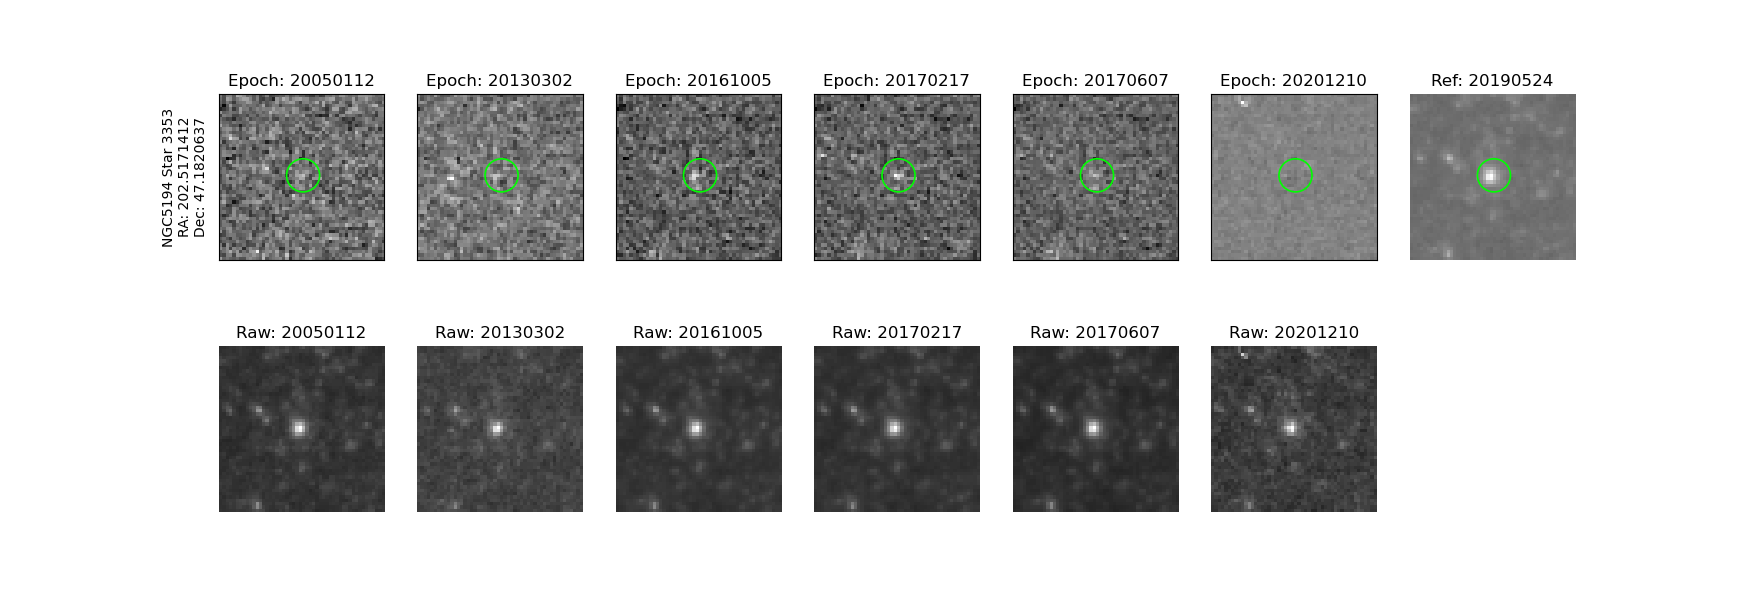 Epoch: 20050112
Epoch: 20130302
Epoch: 20161005
Epoch: 20170217
Epoch: 20170607
Epoch: 20201210
Ref: 20190524
NGC5194 Star 3353
RA: 202.5171412
Dec: 47.1820637
Raw: 20050112
Raw: 20130302
Raw: 20161005
Raw: 20170217
Raw: 20170607
Raw: 20201210